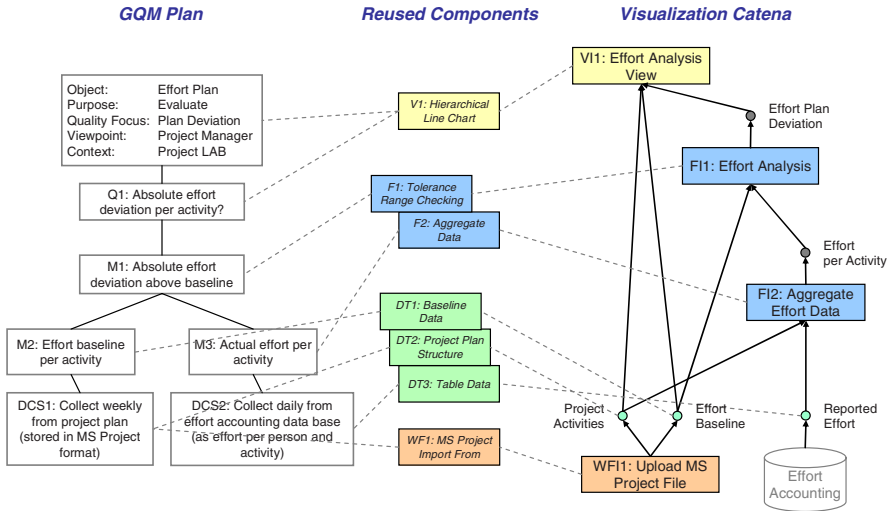 GQM Plan
Reused Components
Visualization Catena
Object: Effort Plan
Purpose: Evaluate
Quality Focus: Plan Deviation
Viewpoint: Project Manager
Context: Project LAB
Q1: Absolute effort
deviation per activity?
M1: Absolute effort
deviation above baseline
M2: Effort baseline
per activity
M3: Actual effort per
activity
DCS1: Collect weekly
from project plan
(stored in MS Project
format)
DCS2: Collect daily from
effort accounting data base
(as effort per person and
activity)
V1: Hierarchical
Line Chart
F1: Tolerance
Range Checking
F2: Aggregate
Data
DT1: Baseline
Data
DT2: Project Plan
Structure
DT3: Table Data
WF1: MS Project
Import From
VI1: Effort Analysis
View
Effort Plan
Deviation
FI1: Effort Analysis
Effort
per Activity
FI2: Aggregate
Effort Data
Project
Activities
Effort
Baseline
Reported
Effort
WFI1: Upload MS
Project File
Effort
Accounting